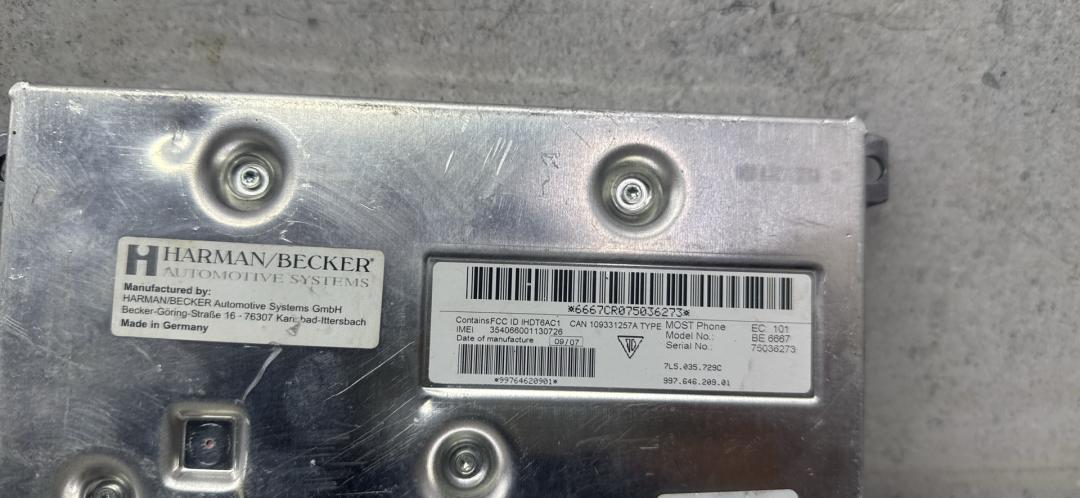 HARMAN/BECKER®
AUTOMOTIVE SYSTEMS
Manufactured by:
HARMAN/BECKER Automotive Systems GmbH
Becker-Göring-Straße 16 - 76307 Karlsbad-Ittersbach
Made in Germany
*6667CR075036273*
Contains FCC ID IHDT6AC1 CAN 109331257A TYPE MOST Phone EC: 101
IMEI 354066001130726 Model No.: BE 6667
Date of manufacture 09/07 Serial No.: 75036273
7L5.035.729C
*99764620901* 997.646.209.01